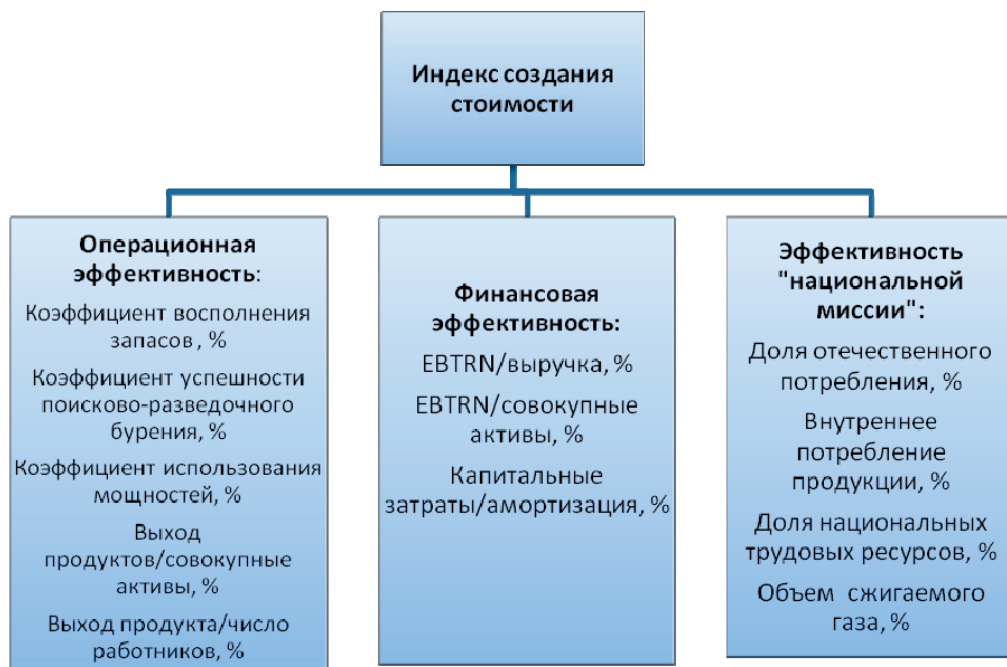 Индекс создания
стоимости
Операционная
эффективность:
Коэффициент восполнения
запасов , %
Коэффициент успешности
поисково-разведочного
бурения, %
Коэффициент использования
мощностей, %
Выход
продуктов/совокупные
активы, %
Выход продукта/число
работников, %
Финансовая
эффективность:
EBTRN/выручка, %
EBTRN/совокупные
активы, %
Капитальные
затраты/амортизация, %
Эффективность
"национальной
миссии":
Доля отечественного
потребления, %
Внутреннее
потребление
продукции, %
Доля национальных
трудовых ресурсов, %
Объем сжигаемого
газа, %